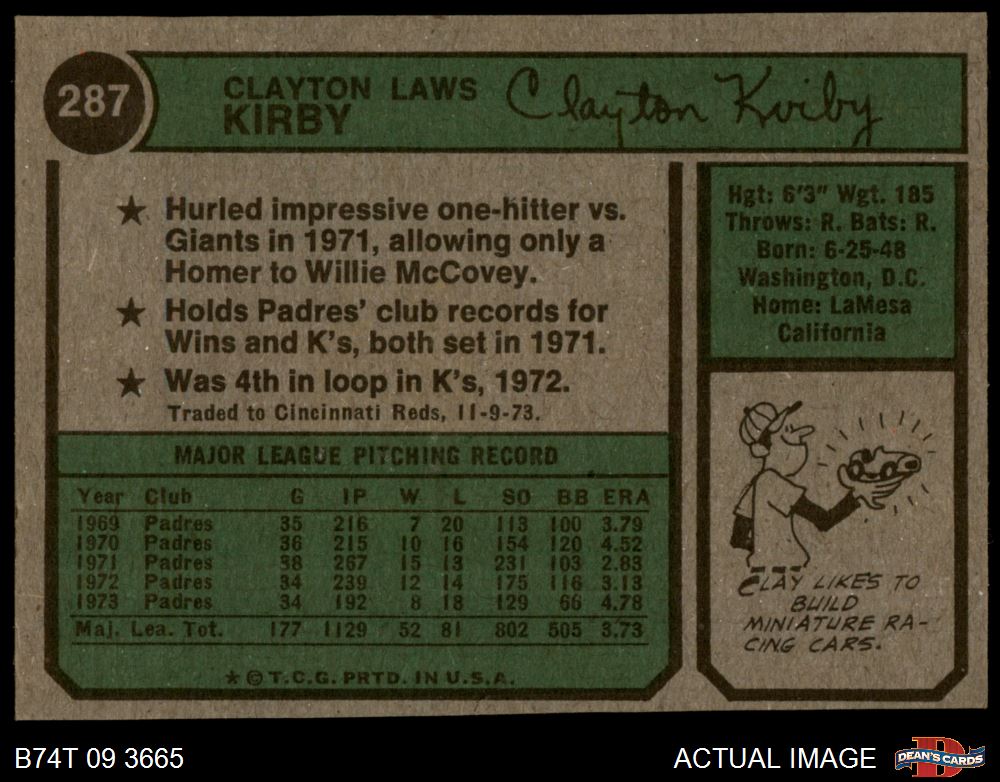 287
CLAYTON LAWS
KIRBY
Clayton Kirby
★ Hurled impressive one-hitter vs.
Giants in 1971, allowing only a
Homer to Willie McCovey.
★ Holds Padres' club records for
Wins and K's, both set in 1971.
★ Was 4th in loop in K's, 1972.
Traded to Cincinnati Reds, 11-9-73.
MAJOR LEAGUE PITCHING RECORD
Year Club G IP W L SO BB ERA
1969 Padres 35 216 7 20 113 100 3.79
1970 Padres 36 215 10 16 154 120 4.52
1971 Padres 38 267 15 13 231 103 2.83
1972 Padres 34 239 12 14 175 116 3.13
1973 Padres 34 192 8 18 129 66 4.78
Maj. Lea. Tot. 177 1129 52 81 802 505 3.73
★ © T.C.G. PRTD. IN U.S.A.
Hgt: 6'3" Wgt. 185
Throws: R. Bats: R.
Born: 6-25-48
Washington, D.C.
Home: LaMesa
California
CLAY LIKES TO
BUILD
MINIATURE RA-
CING CARS.
B74T 09 3665
ACTUAL IMAGE
D
DEAN'S CARDS